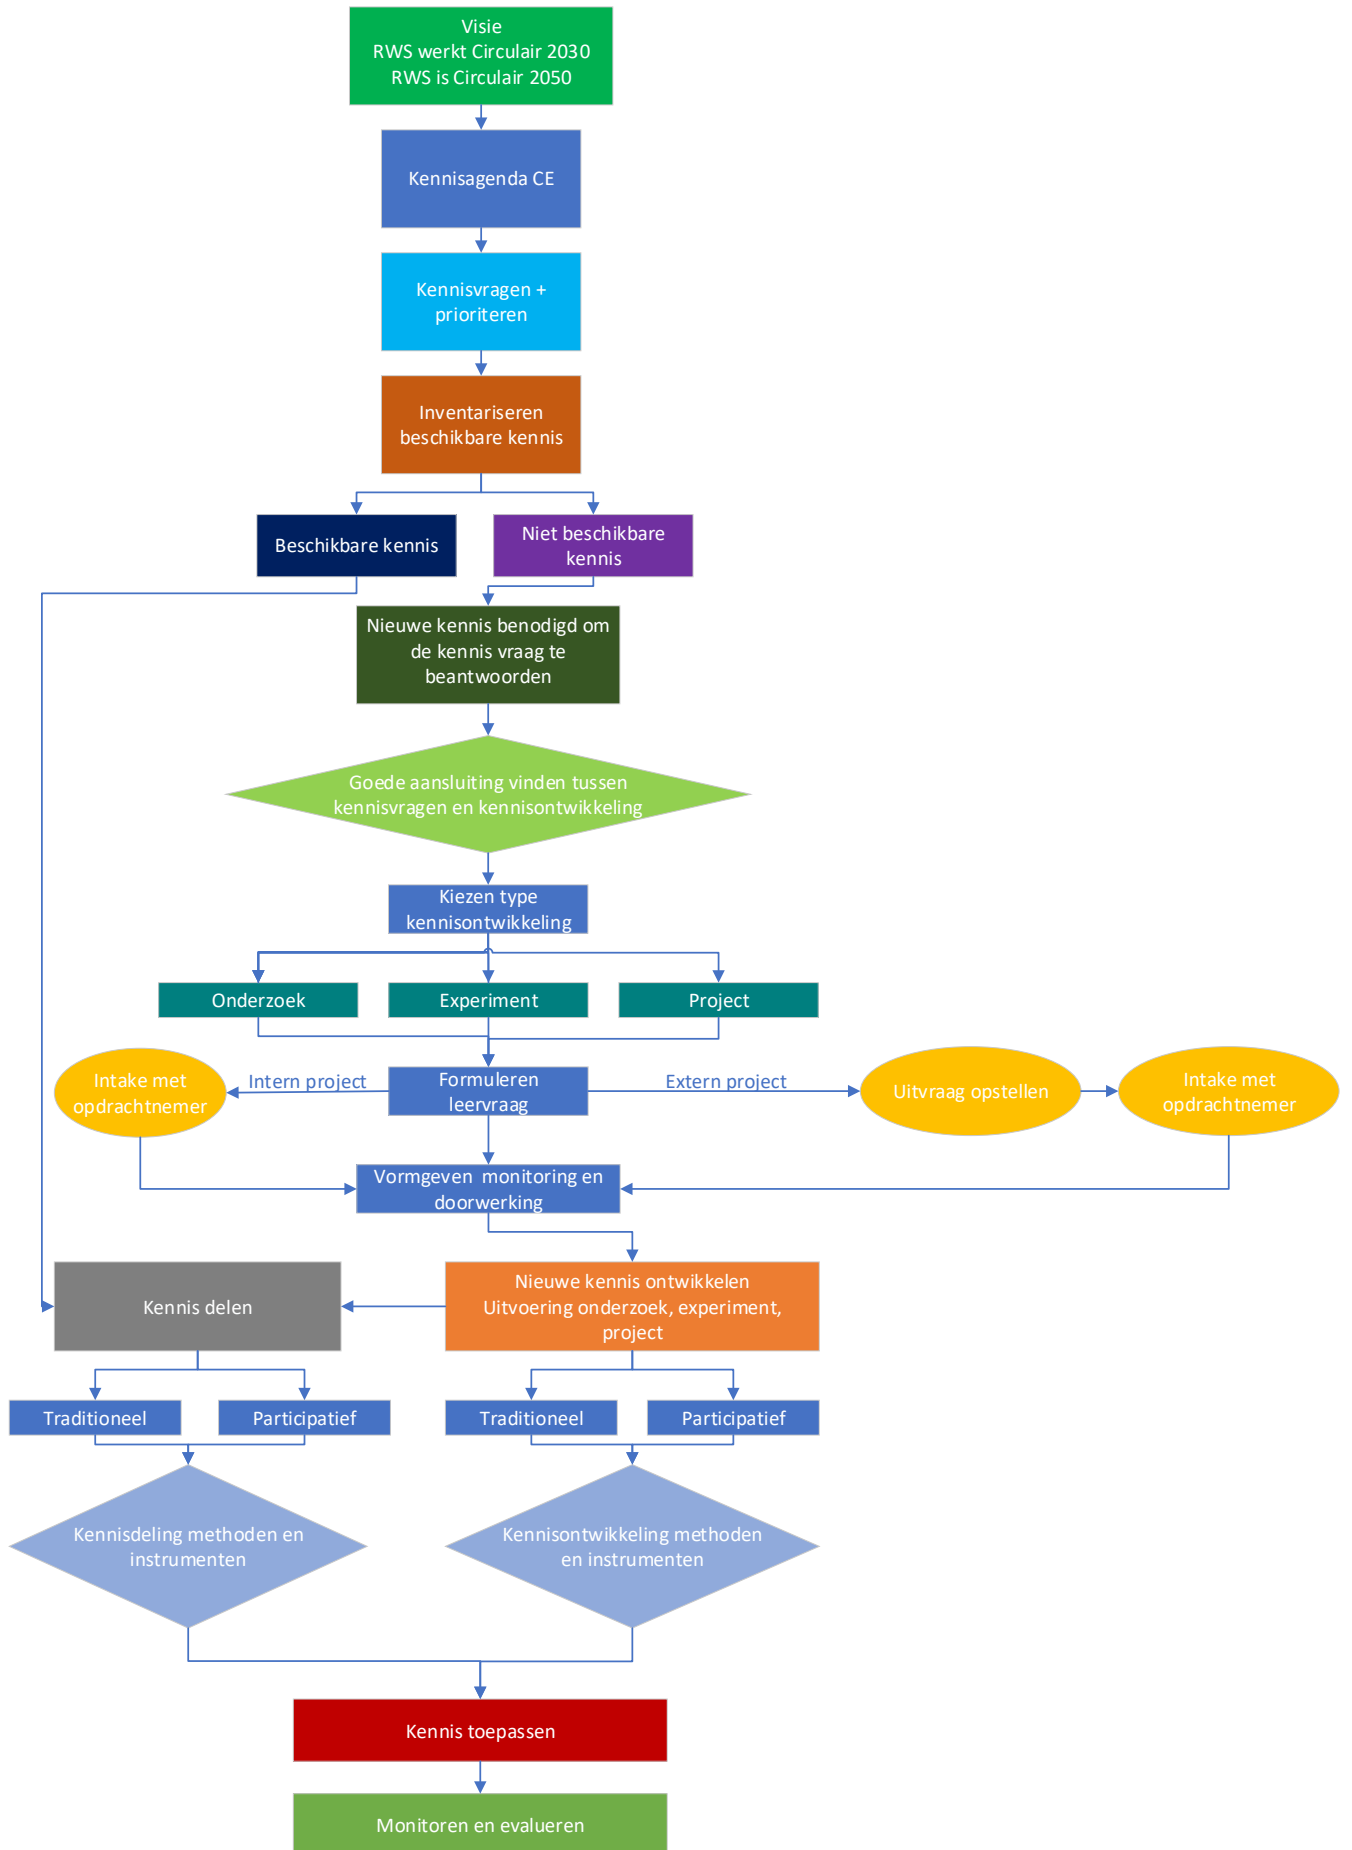 Visie
RWS werkt Circulair 2030
RWS is Circulair 2050
Kennisagenda CE
Kennisvragen +
prioriteren
Inventariseren
beschikbare kennis
Beschikbare kennis
Niet beschikbare
kennis
Nieuwe kennis benodigd om
de kennis vraag te
beantwoorden
Goede aansluiting vinden tussen
kennisvragen en kennisontwikkeling
Kiezen type
kennisontwikkeling
Onderzoek
Experiment
Project
Intake met
opdrachtnemer
Intern project
Formuleren
leervraag
Extern project
Uitvraag opstellen
Intake met
opdrachtnemer
Vormgeven monitoring en
doorwerking
Kennis delen
Nieuwe kennis ontwikkelen
Uitvoering onderzoek, experiment,
project
Traditioneel
Participatief
Traditioneel
Participatief
Kennisdeling methoden en
instrumenten
Kennisontwikkeling methoden
en instrumenten
Kennis toepassen
Monitoren en evalueren